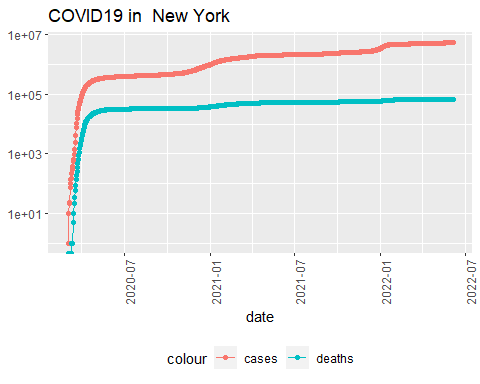 COVID19 in  New York
1e+07
1e+05
1e+03
1e+01
2020-07
2021-01
2021-07
2022-01
2022-07
date
colour cases deaths